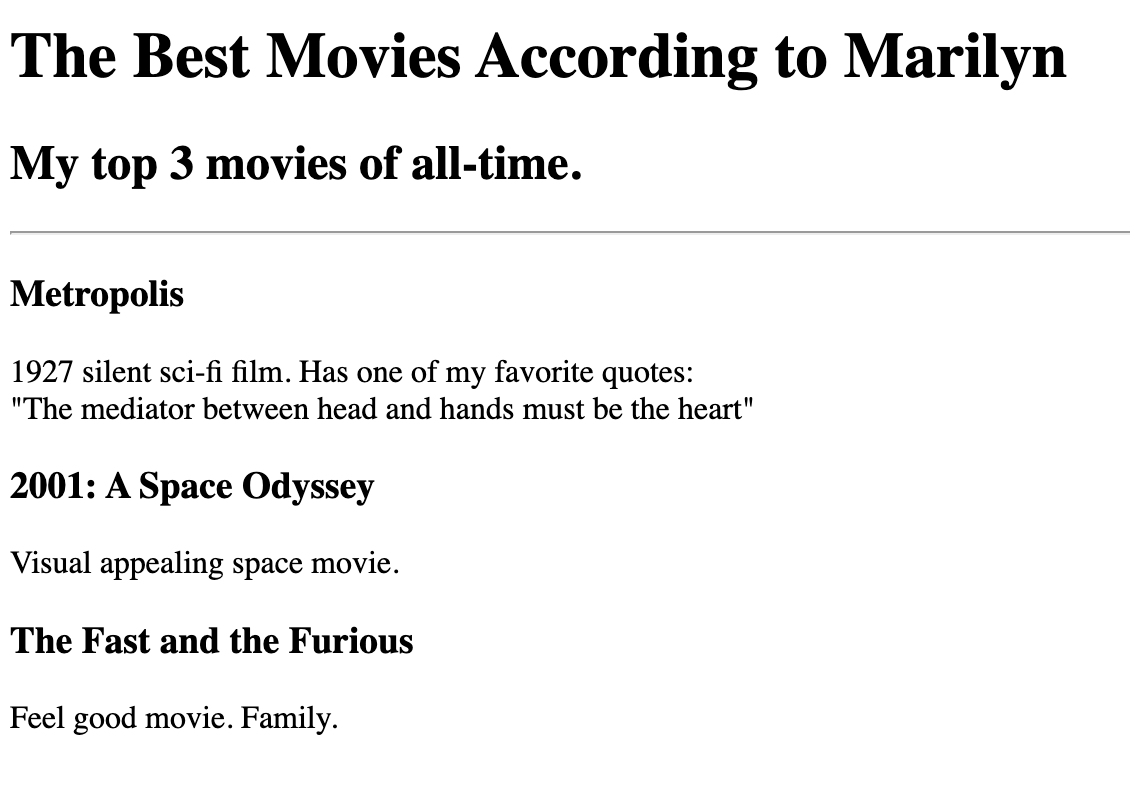 The Best Movies According to Marilyn
My top 3 movies of all-time.
Metropolis
1927 silent sci-fi film. Has one of my favorite quotes:
"The mediator between head and hands must be the heart"
2001: A Space Odyssey
Visual appealing space movie.
The Fast and the Furious
Feel good movie. Family.